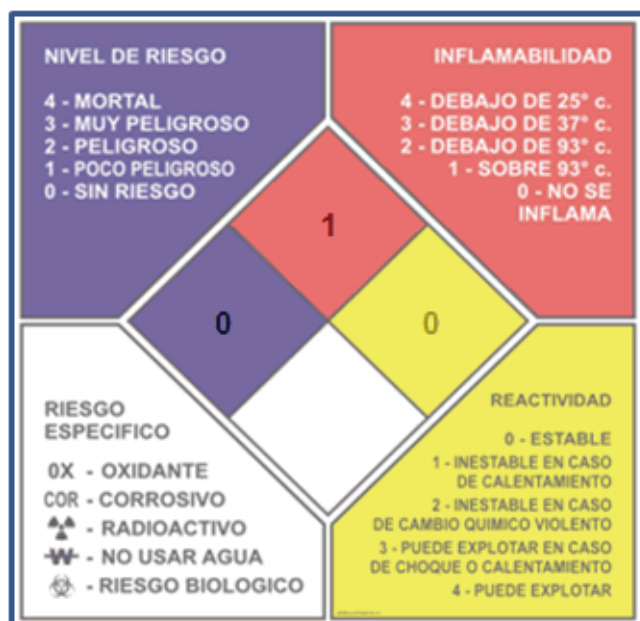 NIVEL DE RIESGO
4 - MORTAL
3 - MUY PELIGROSO
2 - PELIGROSO
1 - POCO PELIGROSO
0 - SIN RIESGO
INFLAMABILIDAD
4 - DEBAJO DE 25° c.
3 - DEBAJO DE 37° c.
2 - DEBAJO DE 93° c.
1 - SOBRE 93° c.
0 - NO SE
INFLAMA
1
0
0
RIESGO
ESPECIFICO
0X - OXIDANTE
COR - CORROSIVO
- RADIOACTIVO
W - NO USAR AGUA
- RIESGO BIOLOGICO
REACTIVIDAD
0 - ESTABLE
1 - INESTABLE EN CASO
DE CALENTAMIENTO
2 - INESTABLE EN CASO
DE CAMBIO QUIMICO VIOLENTO
3 - PUEDE EXPLOTAR EN CASO
DE CHOQUE O CALENTAMIENTO
4 - PUEDE EXPLOTAR